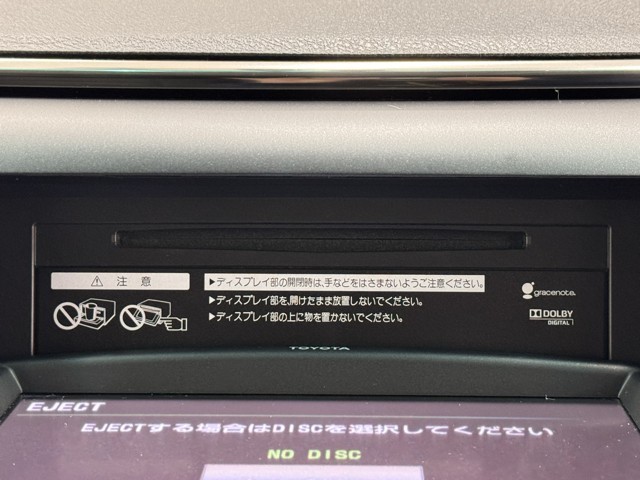 ⚠ 注意
▶ディスプレイ部の開閉時は、手などをはさまないようご注意ください。
▶ディスプレイ部を、開けたまま放置しないでください。
▶ディスプレイ部の上に物を置かないでください。
gracenote.
DOLBY
DIGITAL
TOYOTA
EJECT
EJECTする場合はDISCを選択してください
NO DISC